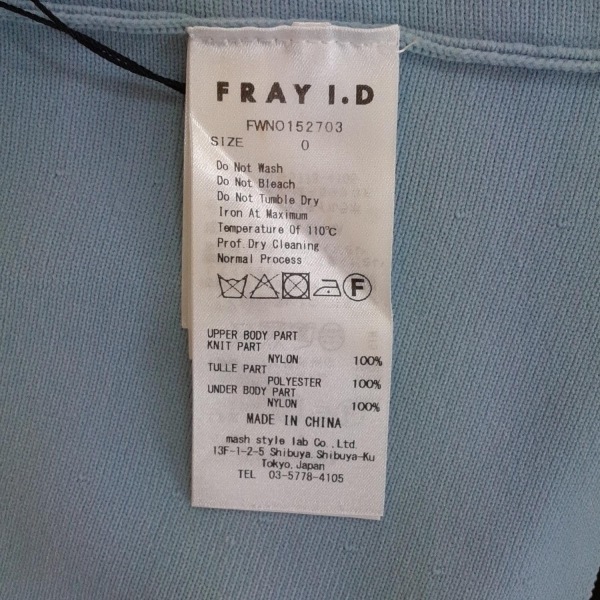 FRAY I.D
FWNO152703
SIZE 0
Do Not Wash
Do Not Bleach
Do Not Tumble Dry
Iron At Maximum
Temperature Of 110℃
Prof.Dry Cleaning
Normal Process
F
UPPER BODY PART
KNIT PART
NYLON 100%
TULLE PART
POLYESTER 100%
UNDER BODY PART
NYLON 100%
MADE IN CHINA
mash style lab Co.,Ltd.
13F-1-2-5 Shibuya.Shibuya-Ku
Tokyo.Japan
TEL 03-5778-4105